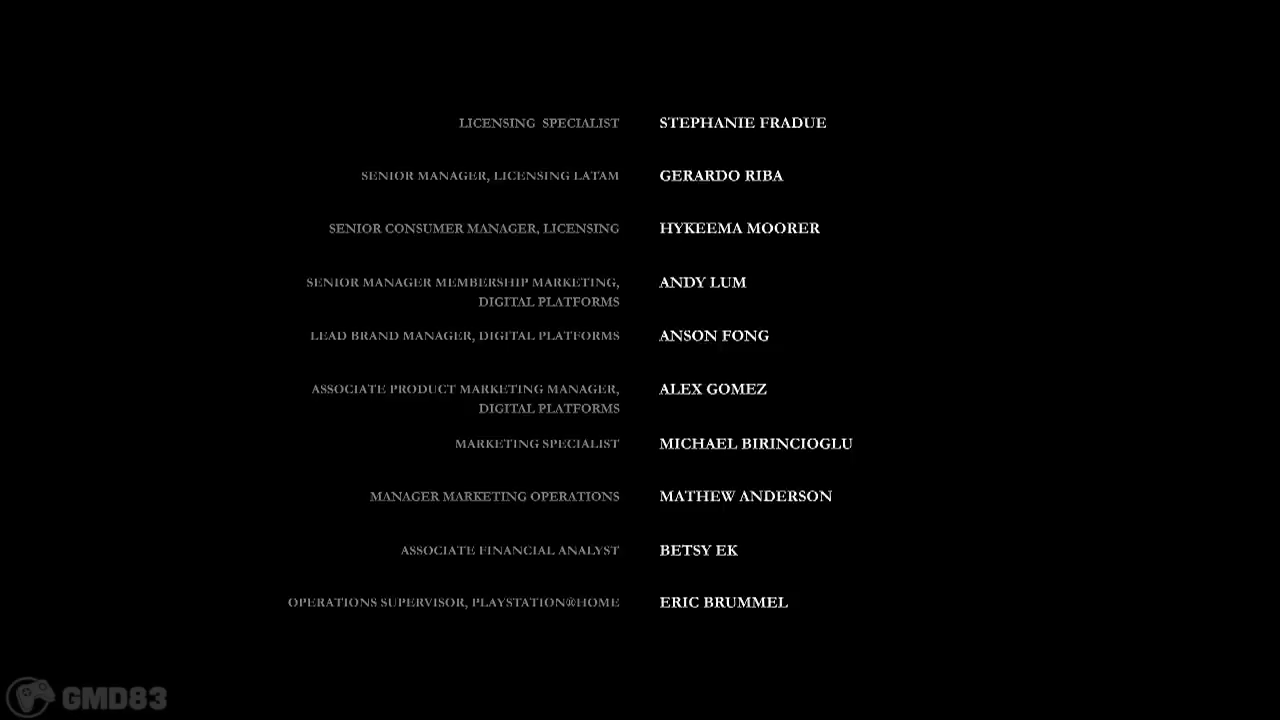 LICENSING SPECIALIST STEPHANIE FRADUE
SENIOR MANAGER, LICENSING LATAM GERARDO RIBA
SENIOR CONSUMER MANAGER, LICENSING HYKEEMA MOORER
SENIOR MANAGER MEMBERSHIP MARKETING, ANDY LUM
DIGITAL PLATFORMS
LEAD BRAND MANAGER, DIGITAL PLATFORMS ANSON FONG
ASSOCIATE PRODUCT MARKETING MANAGER, ALEX GOMEZ
DIGITAL PLATFORMS
MARKETING SPECIALIST MICHAEL BIRINCIOGLU
MANAGER MARKETING OPERATIONS MATHEW ANDERSON
ASSOCIATE FINANCIAL ANALYST BETSY EK
OPERATIONS SUPERVISOR, PLAYSTATION®HOME ERIC BRUMMEL
GMD83